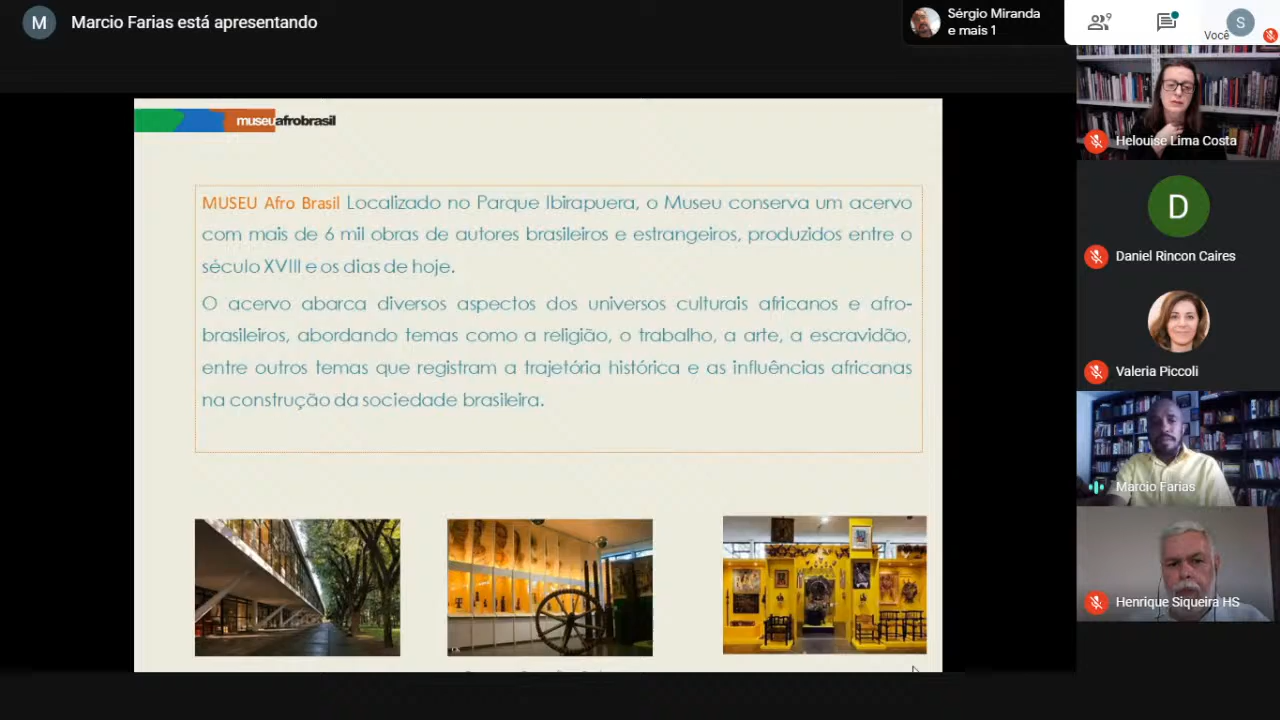 M
Marcio Farias está apresentando
Sérgio Miranda
e mais 1
9
Você
S
museuafrobrasil
MUSEU Afro Brasil Localizado no Parque Ibirapuera, o Museu conserva um acervo
com mais de 6 mil obras de autores brasileiros e estrangeiros, produzidos entre o
século XVIII e os dias de hoje.
O acervo abarca diversos aspectos dos universos culturais africanos e afro-
brasileiros, abordando temas como a religião, o trabalho, a arte, a escravidão,
entre outros temas que registram a trajetória histórica e as influências africanas
na construção da sociedade brasileira.
Helouise Lima Costa
D
Daniel Rincon Caires
Valeria Piccoli
Marcio Farias
Henrique Siqueira HS